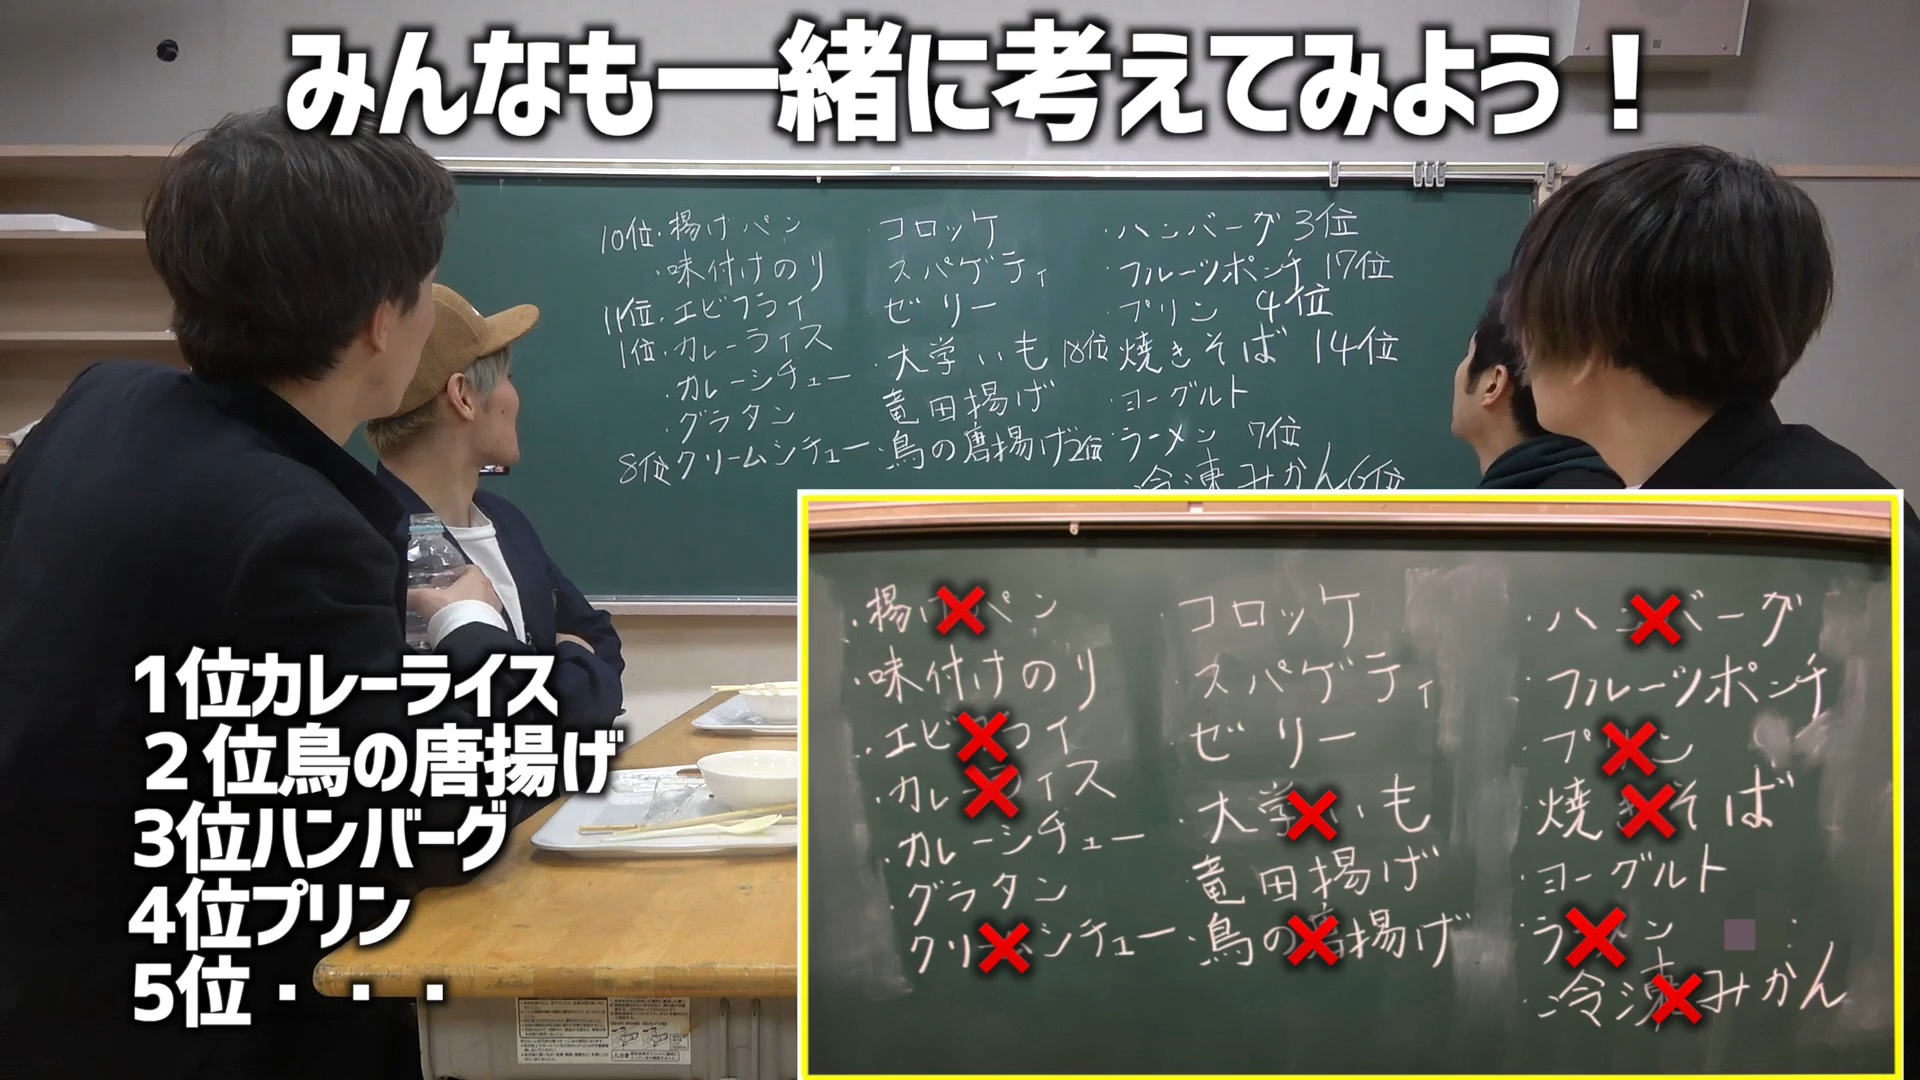 みんなも一緒に考えてみよう！
10位・揚げパン
・味付けのり
11位・エビフライ
1位・カレーライス
・カレーシチュー
・グラタン
8位・クリームシチュー
・コロッケ
・スパゲティ
・ゼリー
・大学いも 18位
・竜田揚げ
・鳥の唐揚げ 2位
・ハンバーグ 3位
・フルーツポンチ 17位
・プリン 4位
・焼きそば 14位
・ヨーグルト
・ラーメン 7位
・冷凍みかん 6位
1位カレーライス
２位鳥の唐揚げ
3位ハンバーグ
4位プリン
5位・・・
・揚げパン
・味付けのり
・エビフライ
・カレーライス
・カレーシチュー
・グラタン
・クリームシチュー
・コロッケ
・スパゲティ
・ゼリー
・大学いも
・竜田揚げ
・鳥の唐揚げ
・ハンバーグ
・フルーツポンチ
・プリン
・焼きそば
・ヨーグルト
・ラーメン
・冷凍みかん